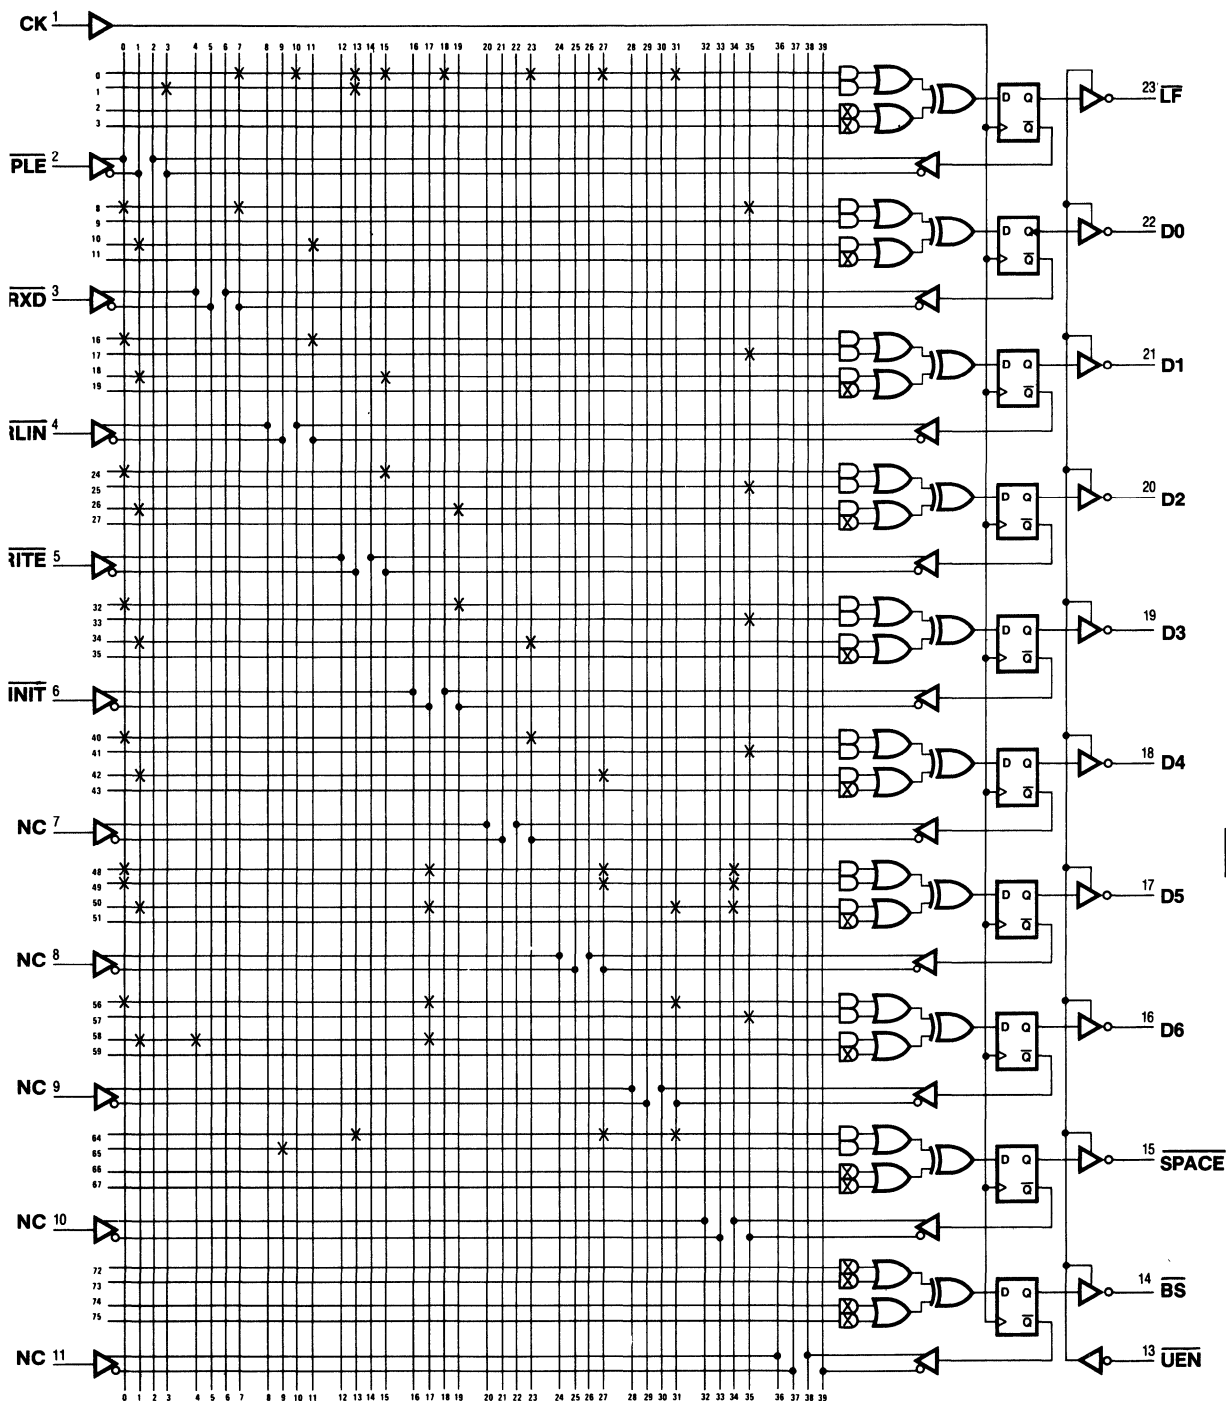 CK 1
0 1 2 3 4 5 6 7 8 9 10 11 12 13 14 15 16 17 18 19 20 21 22 23 24 25 26 27 28 29 30 31 32 33 34 35 36 37 38 39
0
1
2
3
D Q
Q
23 LF
PLE 2
8
9
10
11
D Q
Q
22 D0
RXD 3
16
17
18
19
D Q
Q
21 D1
RLIN 4
24
25
26
27
D Q
Q
20 D2
RITE 5
32
33
34
35
D Q
Q
19 D3
INIT 6
40
41
42
43
D Q
Q
18 D4
NC 7
48
49
50
51
D Q
Q
17 D5
NC 8
56
57
58
59
D Q
Q
16 D6
NC 9
64
65
66
67
D Q
Q
15 SPACE
NC 10
72
73
74
75
D Q
Q
14 BS
NC 11
13 UEN
0 1 2 3 4 5 6 7 8 9 10 11 12 13 14 15 16 17 18 19 20 21 22 23 24 25 26 27 28 29 30 31 32 33 34 35 36 37 38 39